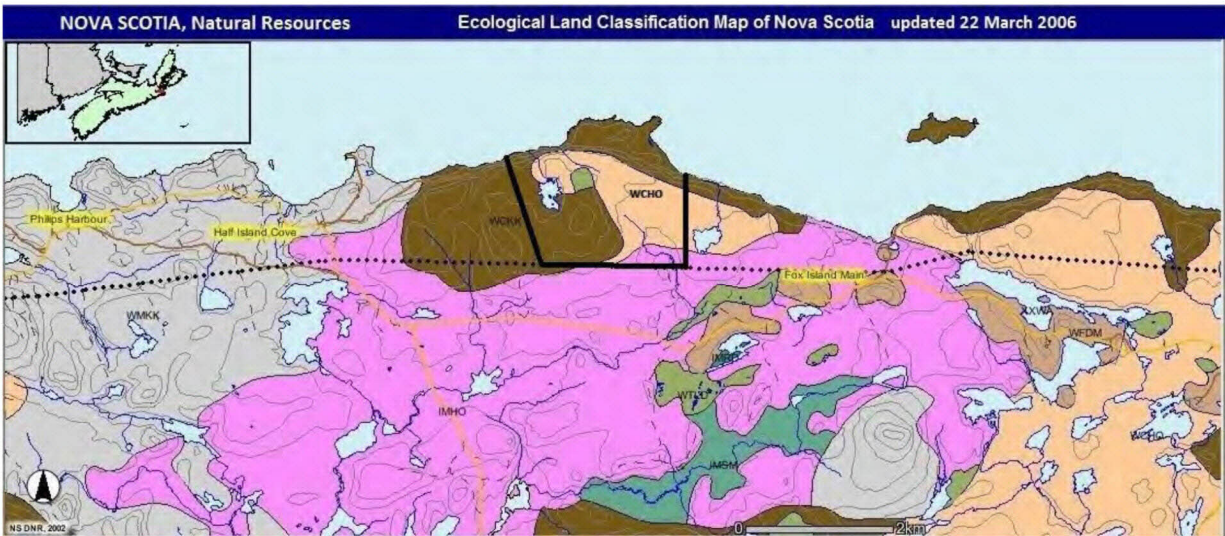 NOVA SCOTIA, Natural Resources
Ecological Land Classification Map of Nova Scotia updated 22 March 2006
Philips Harbour
Half Island Cove
WCKK
WCHO
Fox Island Main
WMKK
XXWA
WFDM
IMHO
IMSM
WCHO
NS DNR, 2002
0
2km